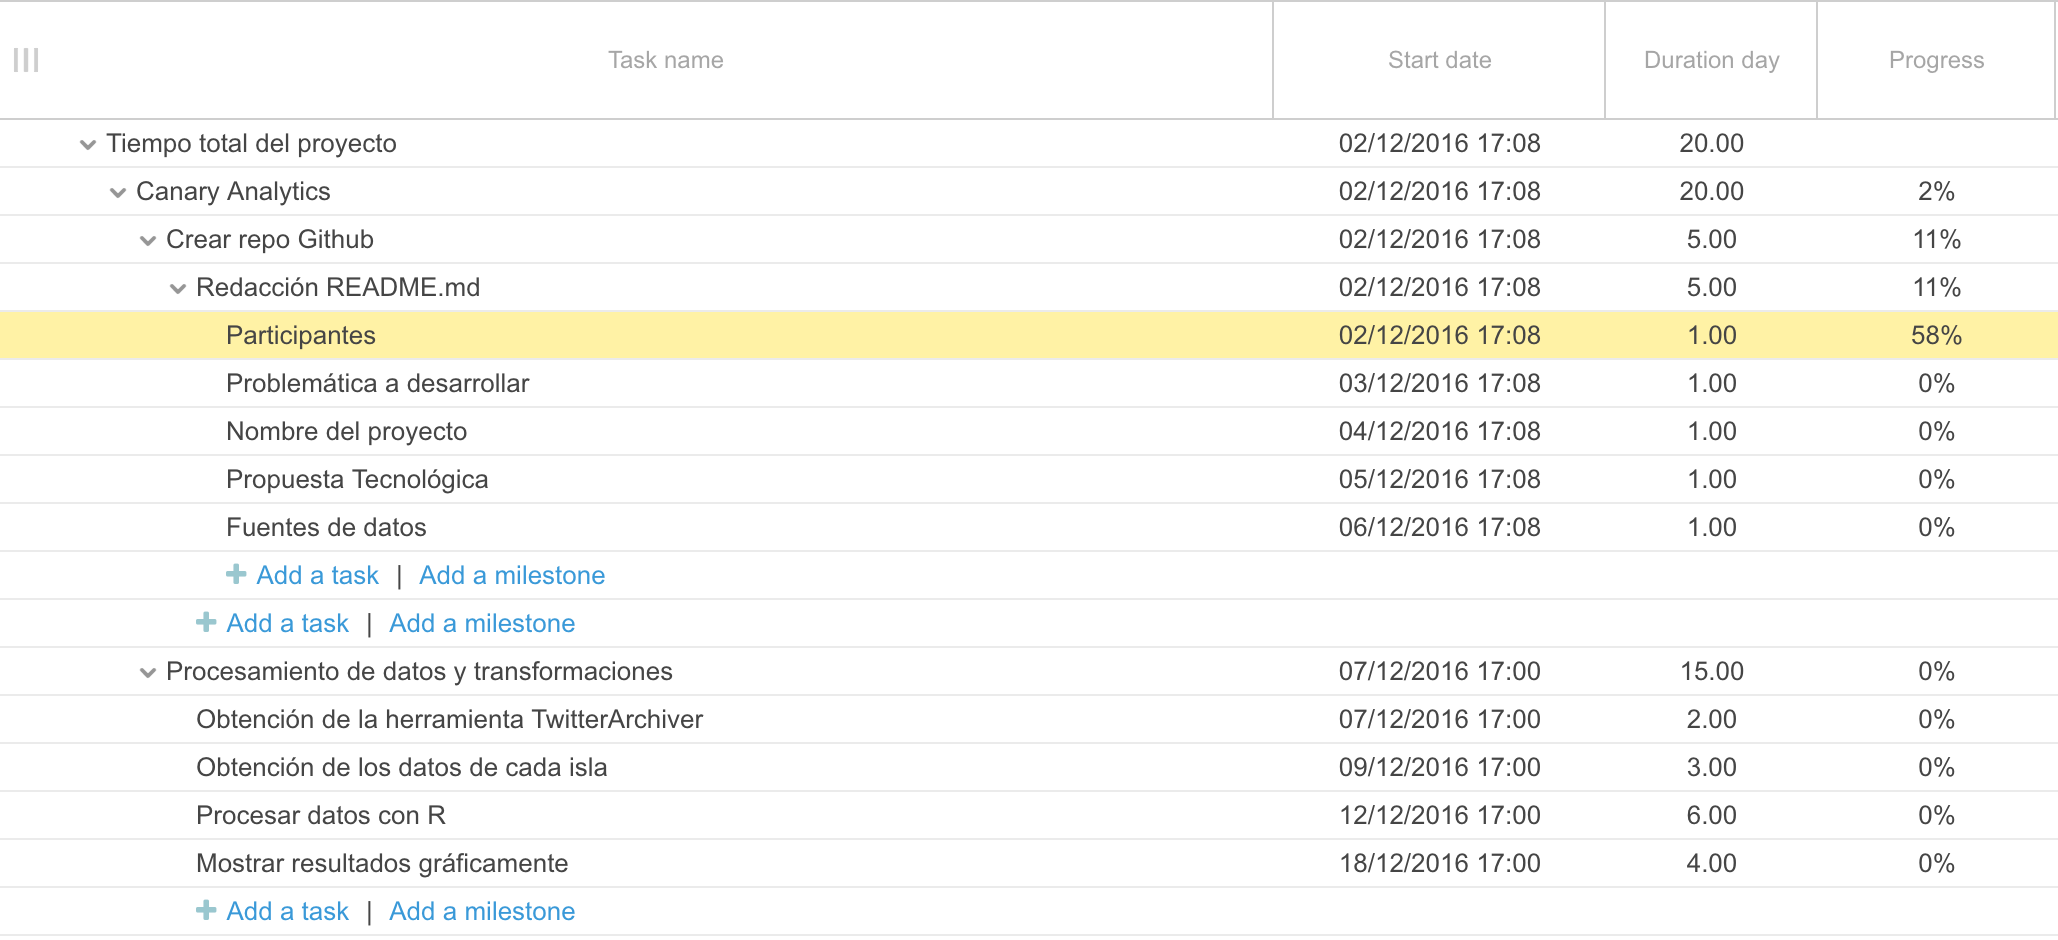 Task name Start date Duration day Progress
Tiempo total del proyecto 02/12/2016 17:08 20.00
Canary Analytics 02/12/2016 17:08 20.00 2%
Crear repo Github 02/12/2016 17:08 5.00 11%
Redacción README.md 02/12/2016 17:08 5.00 11%
Participantes 02/12/2016 17:08 1.00 58%
Problemática a desarrollar 03/12/2016 17:08 1.00 0%
Nombre del proyecto 04/12/2016 17:08 1.00 0%
Propuesta Tecnológica 05/12/2016 17:08 1.00 0%
Fuentes de datos 06/12/2016 17:08 1.00 0%
Add a task | Add a milestone
Add a task | Add a milestone
Procesamiento de datos y transformaciones 07/12/2016 17:00 15.00 0%
Obtención de la herramienta TwitterArchiver 07/12/2016 17:00 2.00 0%
Obtención de los datos de cada isla 09/12/2016 17:00 3.00 0%
Procesar datos con R 12/12/2016 17:00 6.00 0%
Mostrar resultados gráficamente 18/12/2016 17:00 4.00 0%
Add a task | Add a milestone